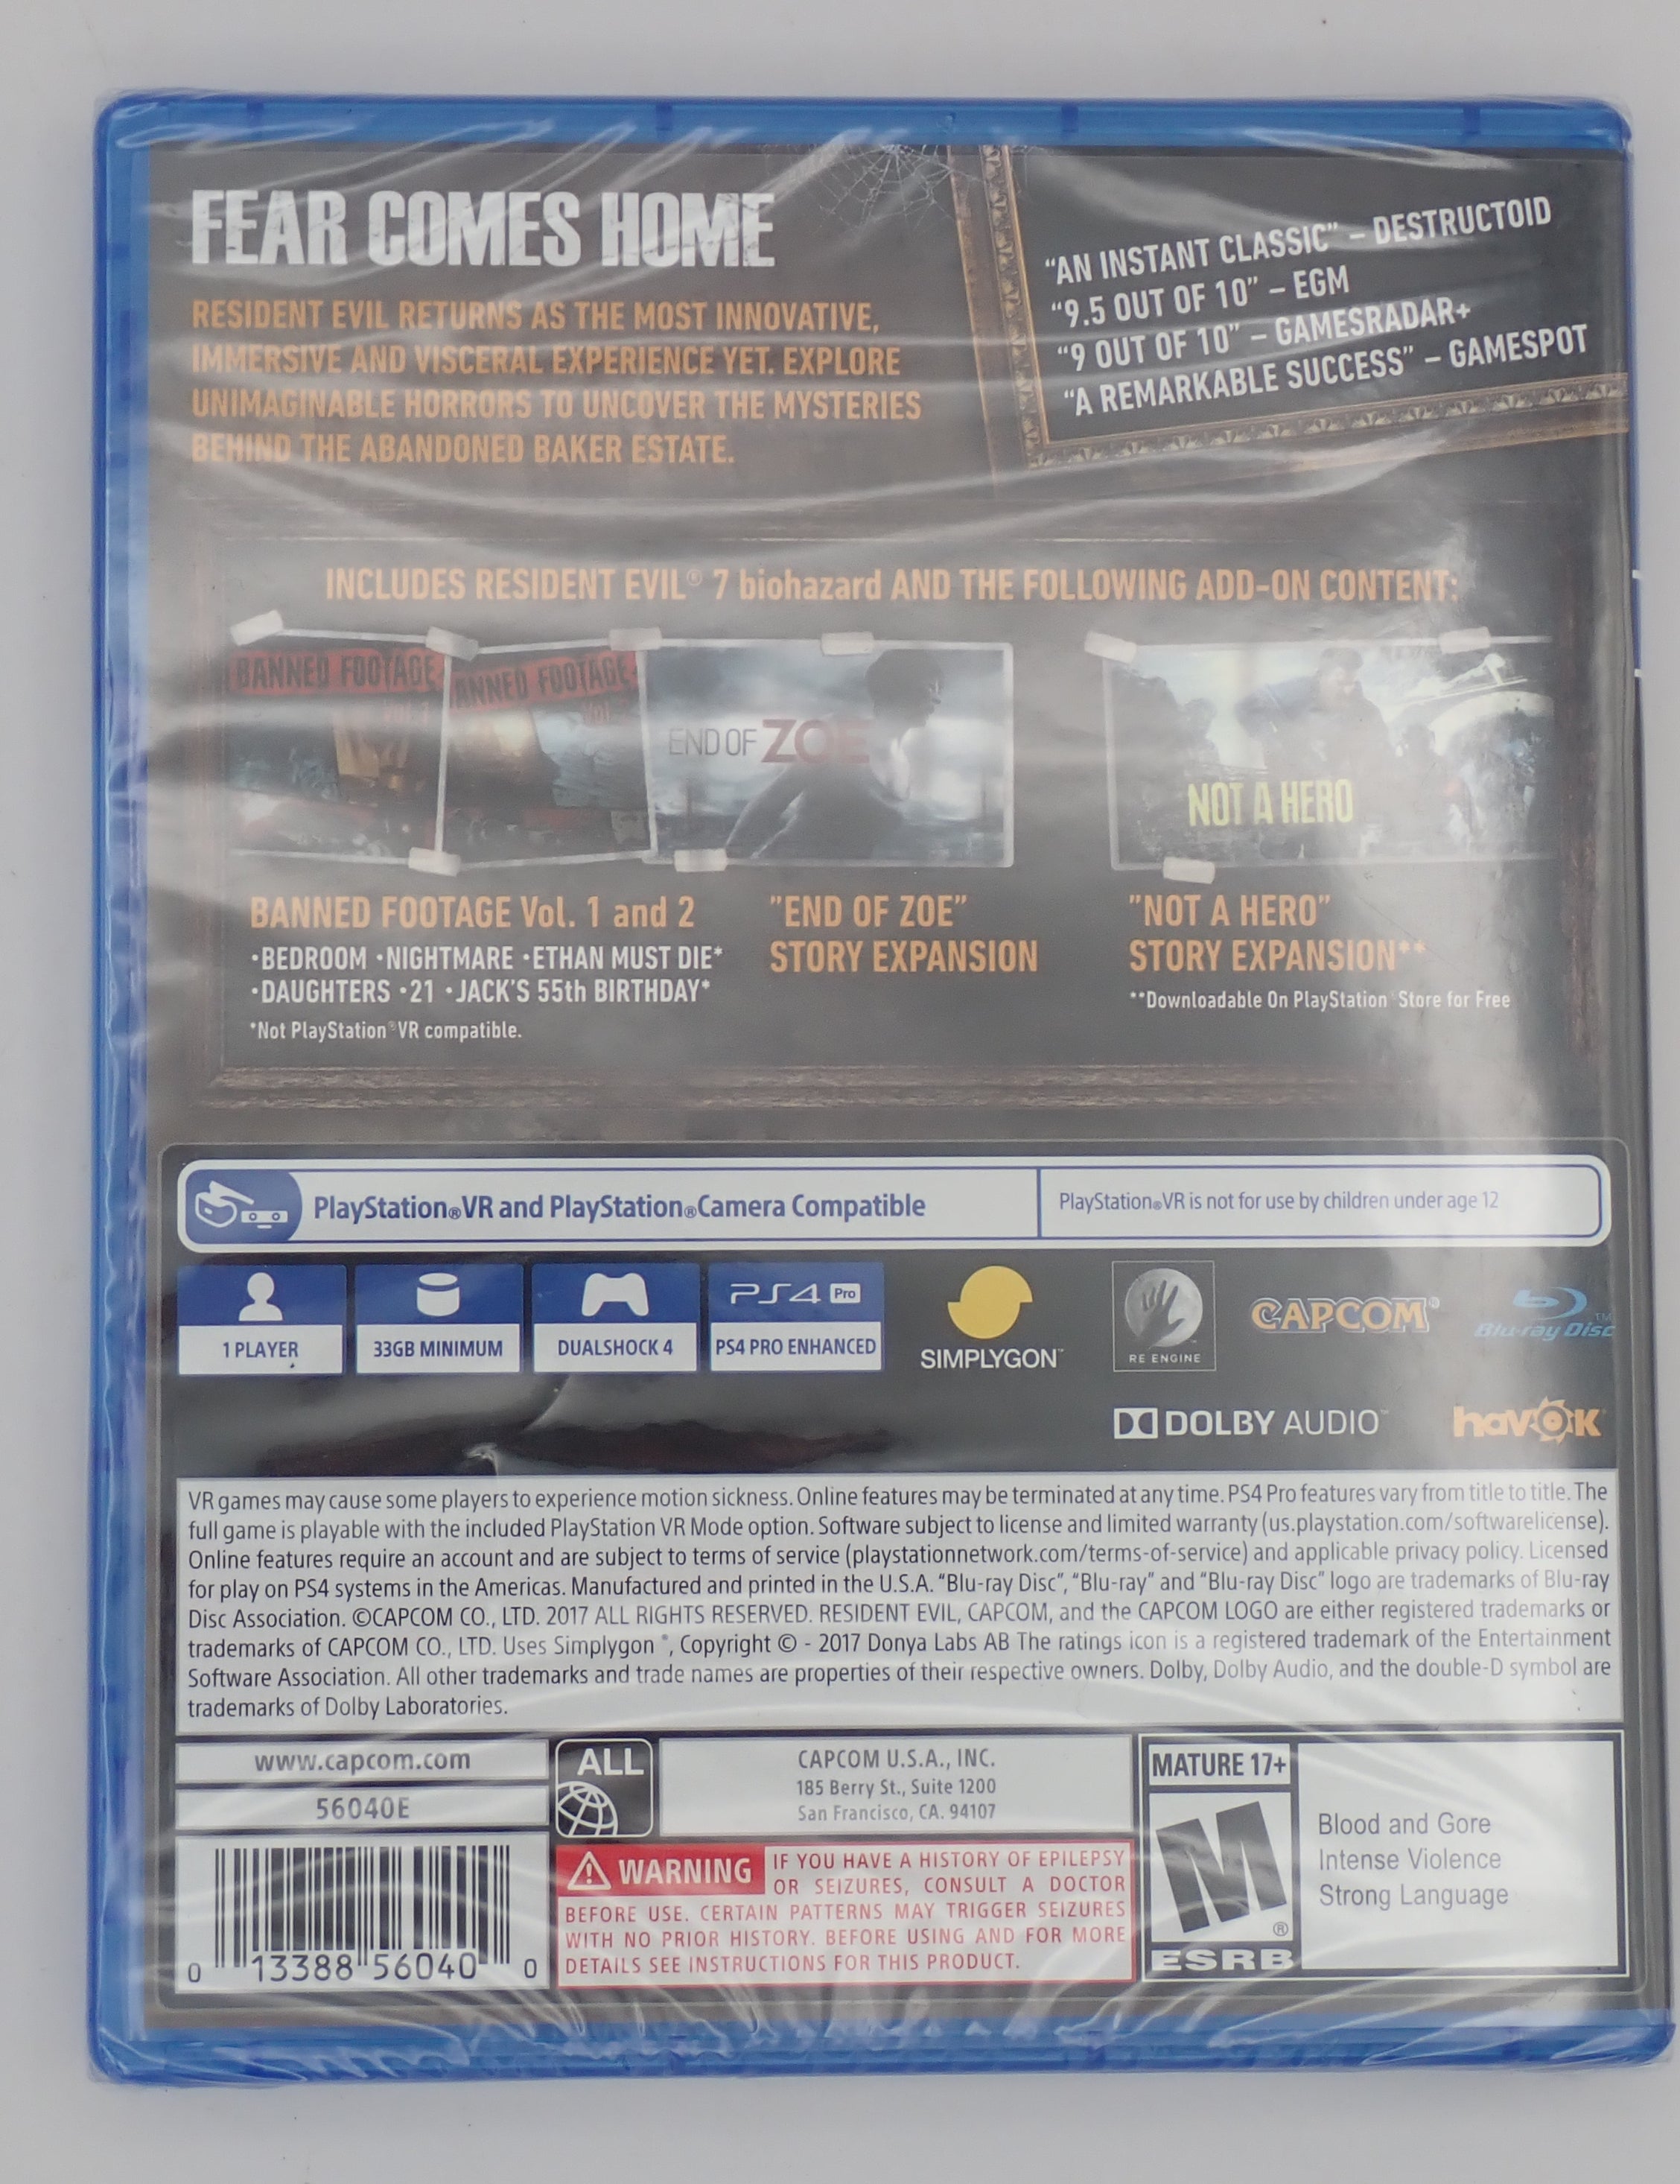 FEAR COMES HOME
RESIDENT EVIL RETURNS AS THE MOST INNOVATIVE,
IMMERSIVE AND VISCERAL EXPERIENCE YET. EXPLORE
UNIMAGINABLE HORRORS TO UNCOVER THE MYSTERIES
BEHIND THE ABANDONED BAKER ESTATE.
“AN INSTANT CLASSIC” – DESTRUCTOID
“9.5 OUT OF 10” – EGM
“9 OUT OF 10” – GAMESRADAR+
“A REMARKABLE SUCCESS” – GAMESPOT
INCLUDES RESIDENT EVIL® 7 biohazard AND THE FOLLOWING ADD-ON CONTENT:
BANNED FOOTAGE
Vol. 1
BANNED FOOTAGE
END OF ZOE
NOT A HERO
BANNED FOOTAGE Vol. 1 and 2
•BEDROOM •NIGHTMARE •ETHAN MUST DIE*
•DAUGHTERS •21 •JACK'S 55th BIRTHDAY*
*Not PlayStation®VR compatible.
"END OF ZOE"
STORY EXPANSION
"NOT A HERO"
STORY EXPANSION**
**Downloadable On PlayStation®Store for Free
PlayStation®VR and PlayStation®Camera Compatible
PlayStation®VR is not for use by children under age 12
1 PLAYER
33GB MINIMUM
DUALSHOCK 4
PS4 Pro
PS4 PRO ENHANCED
SIMPLYGON™
RE ENGINE
CAPCOM®
Blu-ray Disc™
DOLBY AUDIO™
havok
VR games may cause some players to experience motion sickness. Online features may be terminated at any time. PS4 Pro features vary from title to title. The
full game is playable with the included PlayStation VR Mode option. Software subject to license and limited warranty (us.playstation.com/softwarelicense).
Online features require an account and are subject to terms of service (playstationnetwork.com/terms-of-service) and applicable privacy policy. Licensed
for play on PS4 systems in the Americas. Manufactured and printed in the U.S.A. “Blu-ray Disc”, “Blu-ray” and “Blu-ray Disc” logo are trademarks of Blu-ray
Disc Association. ©CAPCOM CO., LTD. 2017 ALL RIGHTS RESERVED. RESIDENT EVIL, CAPCOM, and the CAPCOM LOGO are either registered trademarks or
trademarks of CAPCOM CO., LTD. Uses Simplygon ®, Copyright © - 2017 Donya Labs AB The ratings icon is a registered trademark of the Entertainment
Software Association. All other trademarks and trade names are properties of their respective owners. Dolby, Dolby Audio, and the double-D symbol are
trademarks of Dolby Laboratories.
www.capcom.com
56040E
0 13388 56040 0
ALL
CAPCOM U.S.A., INC.
185 Berry St., Suite 1200
San Francisco, CA. 94107
WARNING IF YOU HAVE A HISTORY OF EPILEPSY
OR SEIZURES, CONSULT A DOCTOR
BEFORE USE. CERTAIN PATTERNS MAY TRIGGER SEIZURES
WITH NO PRIOR HISTORY. BEFORE USING AND FOR MORE
DETAILS SEE INSTRUCTIONS FOR THIS PRODUCT.
MATURE 17+
M®
ESRB
Blood and Gore
Intense Violence
Strong Language